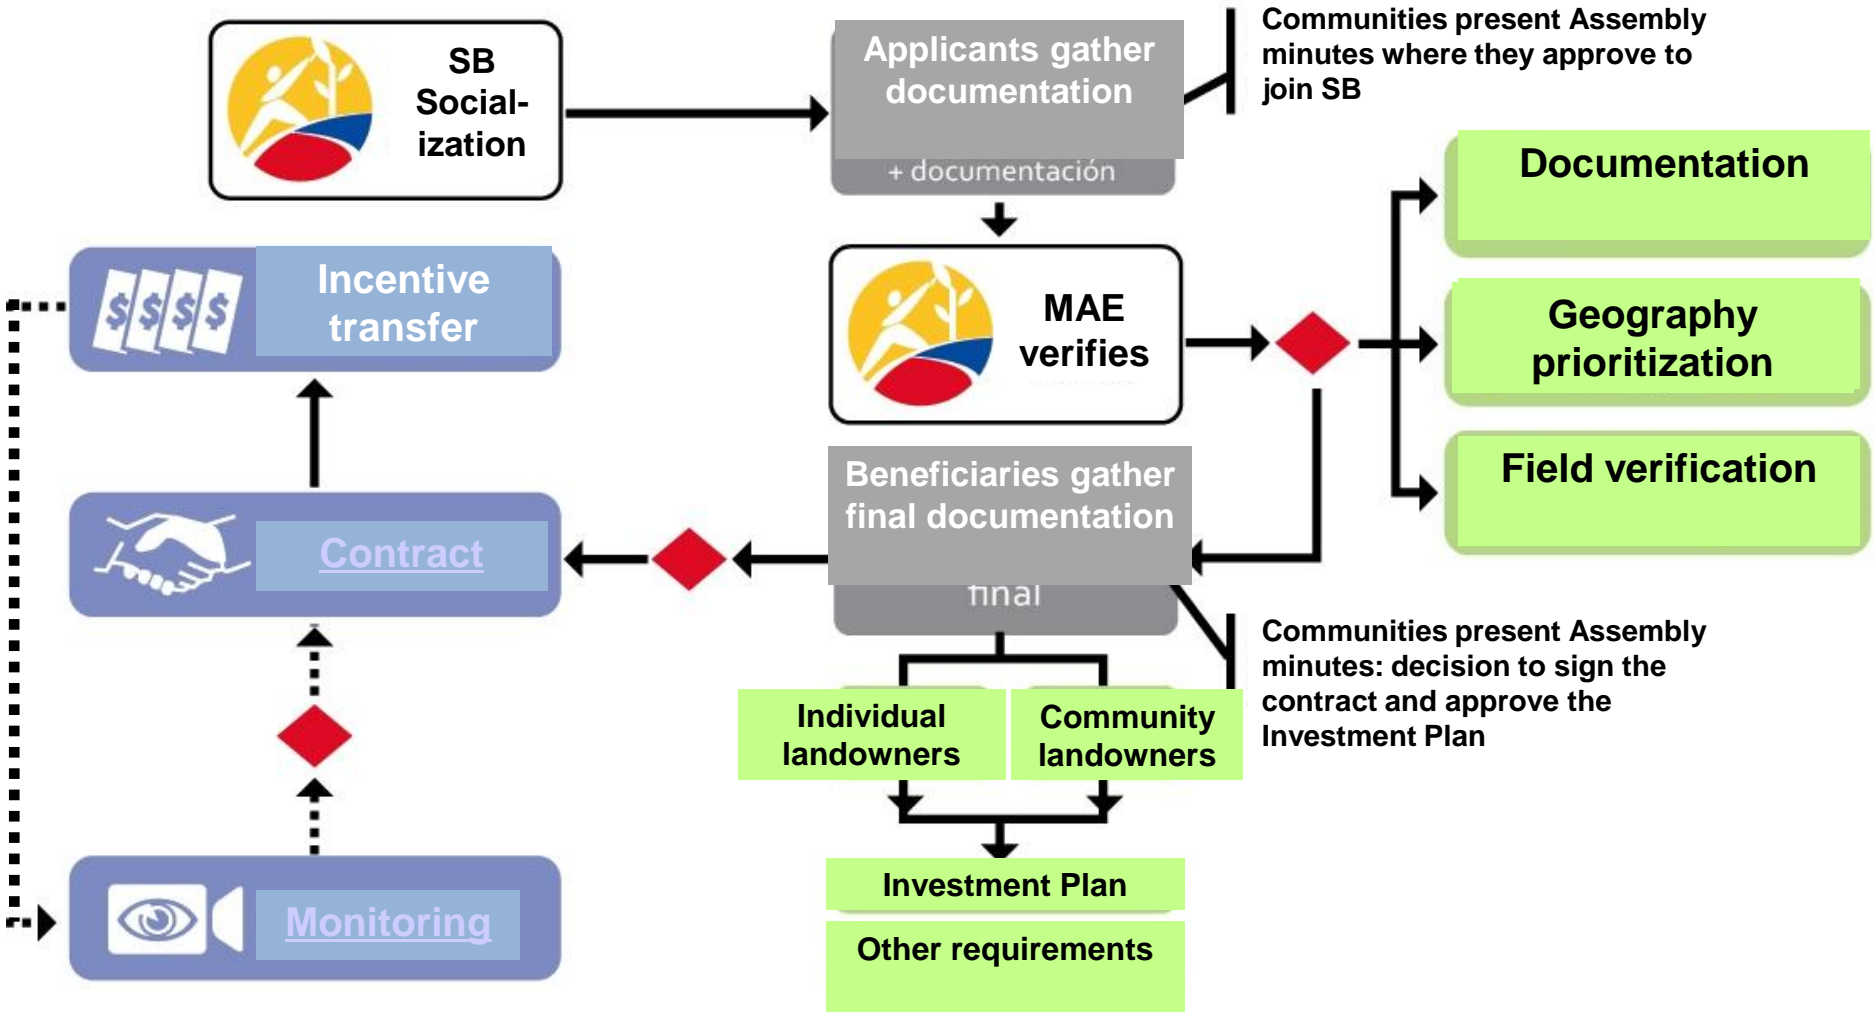 SB
Social-
ization
Applicants gather
documentation
+ documentación
Communities present Assembly
minutes where they approve to
join SB
Documentation
Incentive
transfer
$ $ $ $
MAE
verifies
Geography
prioritization
Field verification
Beneficiaries gather
final documentation
final
Contract
Communities present Assembly
minutes: decision to sign the
contract and approve the
Investment Plan
Individual
landowners
Community
landowners
Investment Plan
Other requirements
Monitoring